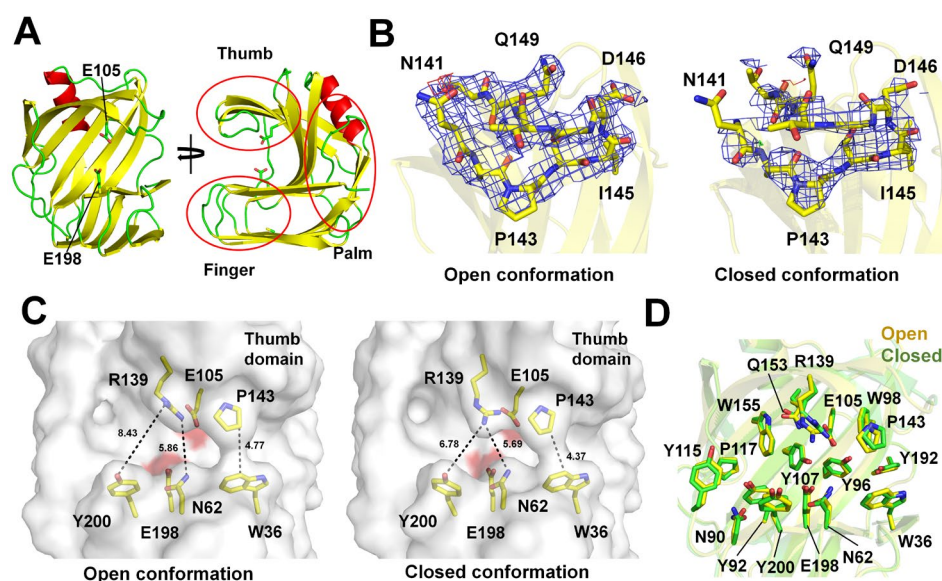 A
E105
E198
Thumb
Finger
Palm
B
N141
Q149
D146
I145
P143
Open conformation
N141
Q149
D146
I145
P143
Closed conformation
C
Thumb
domain
R139
E105
P143
8.43
5.86
4.77
Y200
E198
N62
W36
Open conformation
Thumb
domain
R139
E105
P143
6.78
5.69
4.37
Y200
E198
N62
W36
Closed conformation
D
Open
Closed
R139
Q153
E105
W98
W155
P143
Y115
P117
Y192
Y107
Y96
N90
W36
Y92
Y200
E198
N62